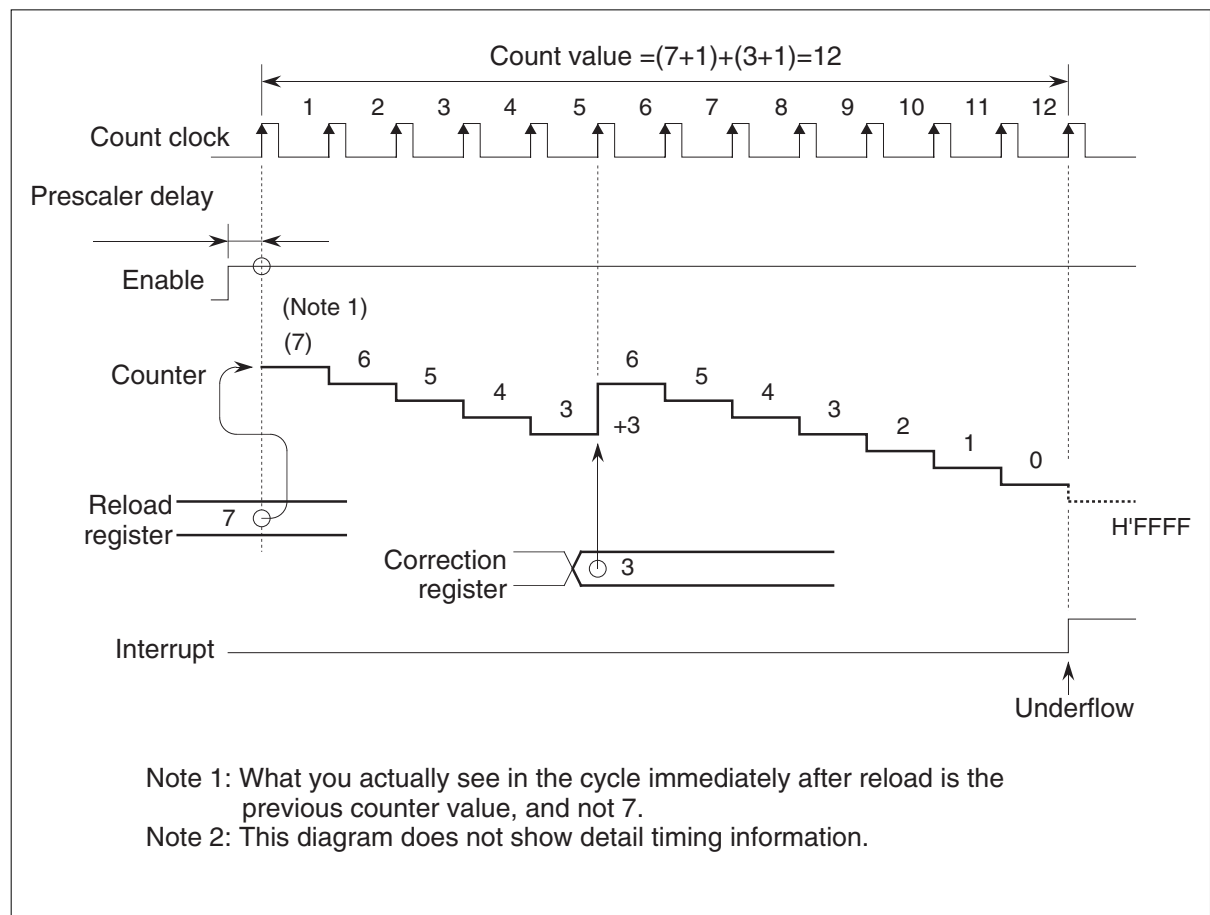 Count value =(7+1)+(3+1)=12
1 2 3 4 5 6 7 8 9 10 11 12
Count clock
Prescaler delay
Enable
(Note 1)
(7) 6 5 4 3 6 5 4 3 2 1 0
Counter
+3
Reload
register
7
H'FFFF
Correction
register
3
Interrupt
Underflow
Note 1: What you actually see in the cycle immediately after reload is the
previous counter value, and not 7.
Note 2: This diagram does not show detail timing information.